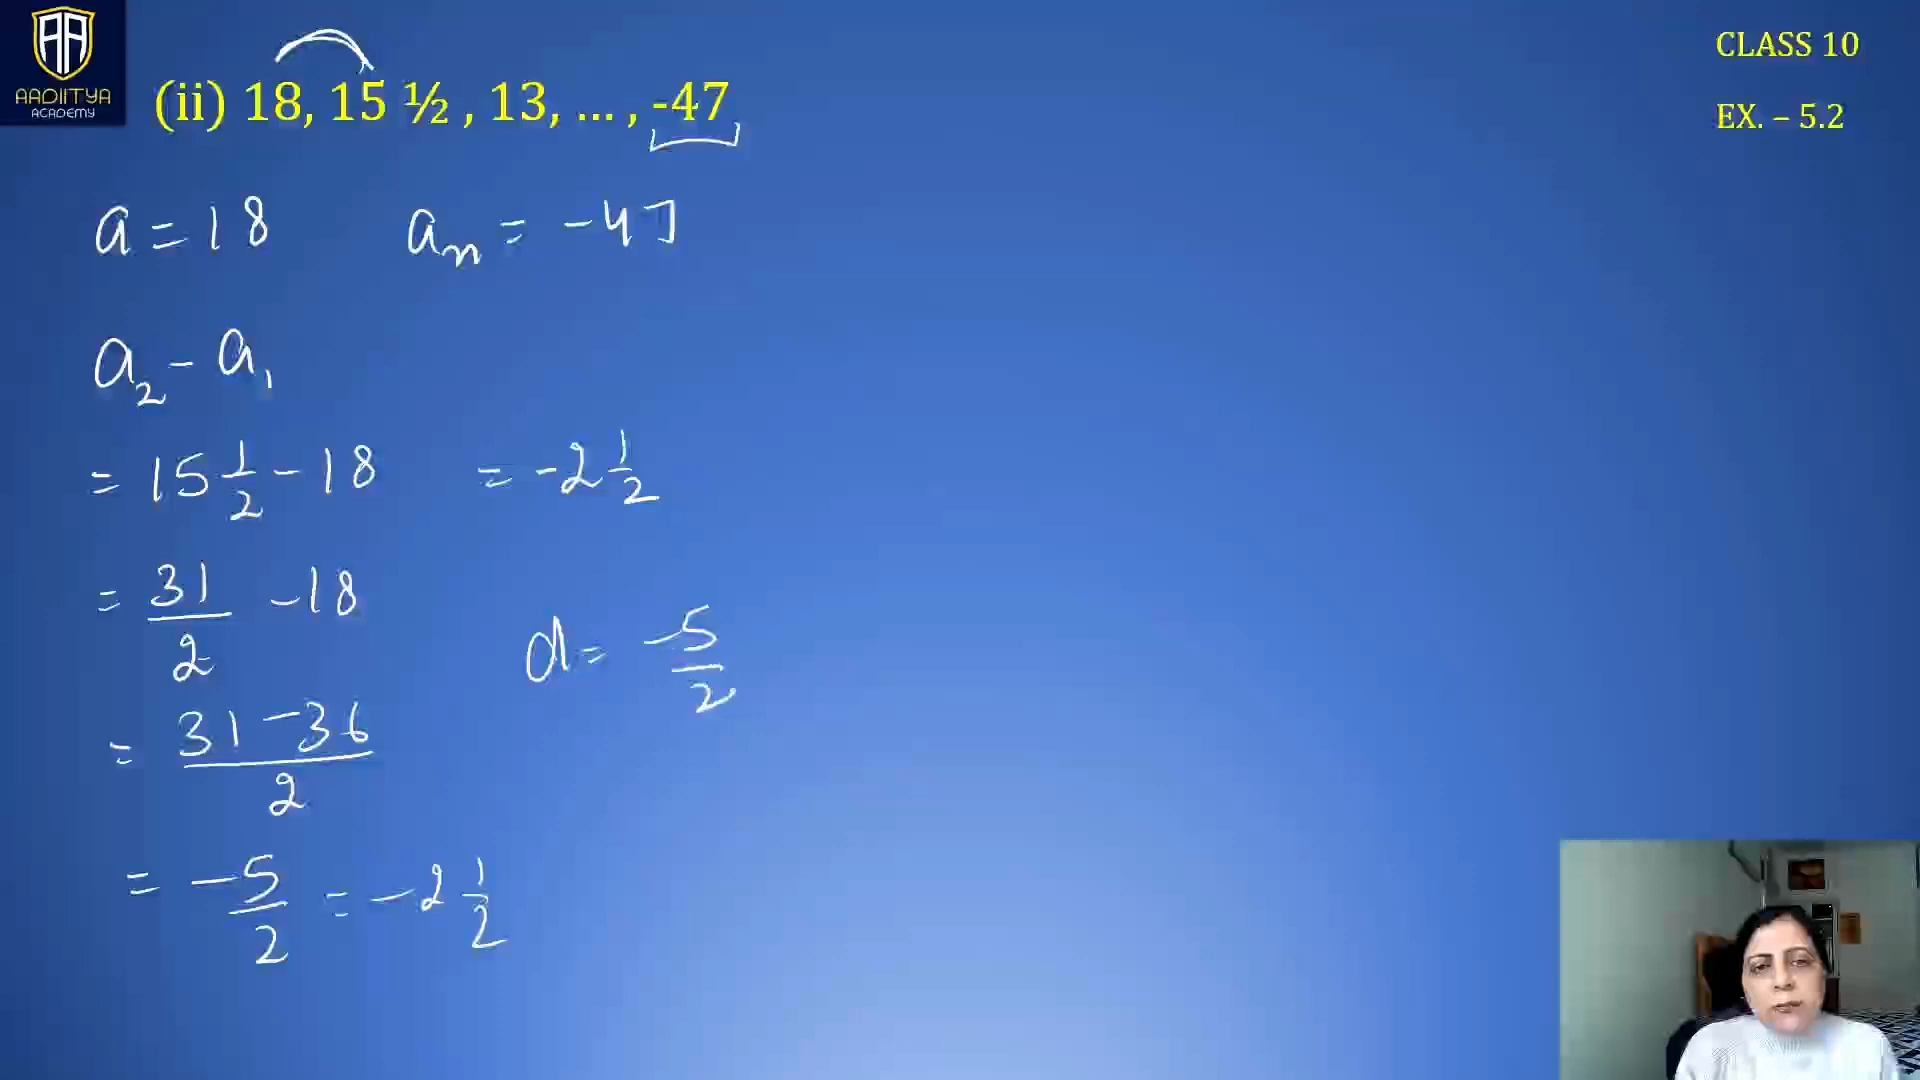 AADIITYA
ACADEMY
CLASS 10
EX. – 5.2
(ii) 18, 15 ½ , 13, ... , -47
a = 18 aₙ = -47
a₂ - a₁
= 15 1/2 - 18 = -2 1/2
= 31/2 - 18
d = -5/2
= 31-36/2
= -5/2 = -2 1/2